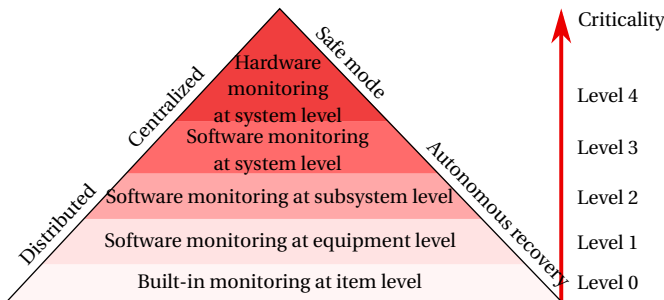 Criticality
Safe mode
Centralized
Hardware
monitoring
at system level
Level 4
Software monitoring
at system level
Level 3
Autonomous recovery
Distributed
Software monitoring at subsystem level
Level 2
Software monitoring at equipment level
Level 1
Built-in monitoring at item level
Level 0